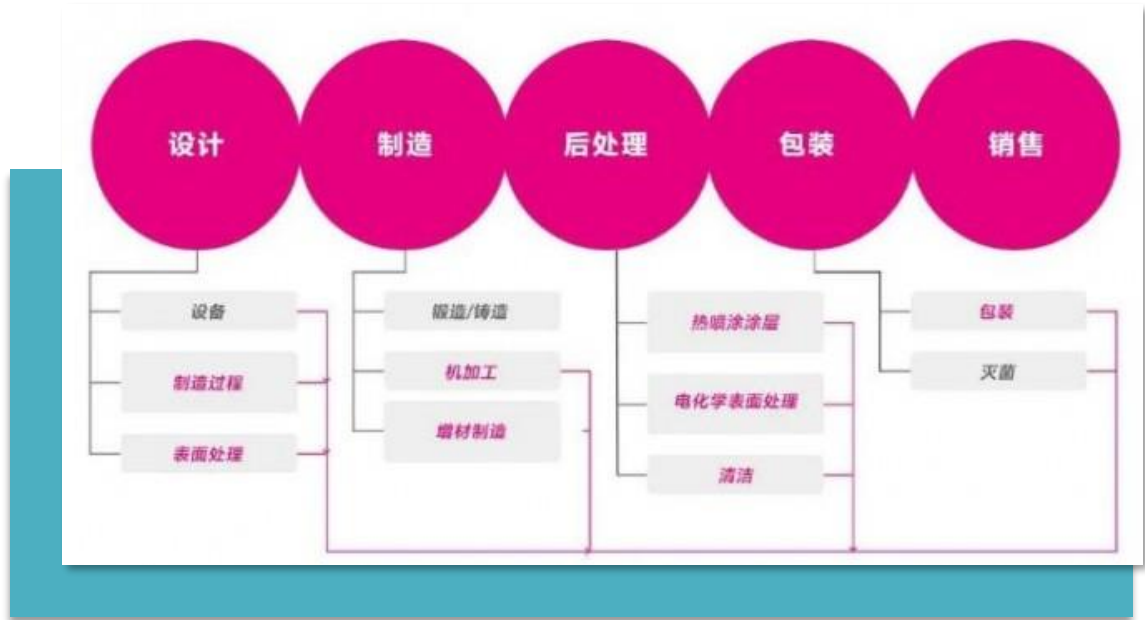 设计
制造
后处理
包装
销售
设备
制造过程
表面处理
锻造/铸造
机加工
增材制造
热喷涂涂层
电化学表面处理
清洁
包装
灭菌